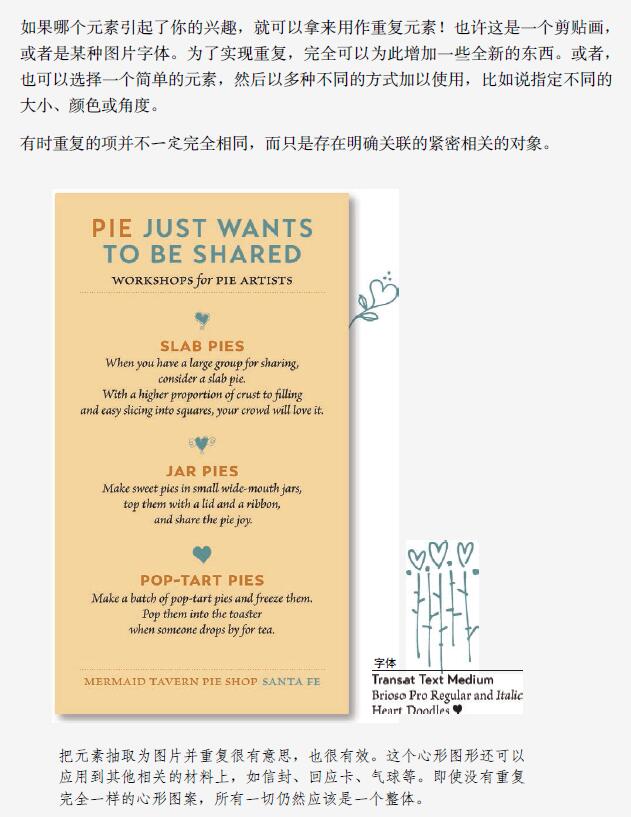 如果哪个元素引起了你的兴趣，就可以拿来用作重复元素！也许这是一个剪贴画，
或者是某种图片字体。为了实现重复，完全可以为此增加一些全新的东西。或者，
也可以选择一个简单的元素，然后以多种不同的方式加以使用，比如说指定不同的
大小、颜色或角度。
有时重复的项并不一定完全相同，而只是存在明确关联的紧密相关的对象。
PIE JUST WANTS
TO BE SHARED
WORKSHOPS for PIE ARTISTS
SLAB PIES
When you have a large group for sharing,
consider a slab pie.
With a higher proportion of crust to filling
and easy slicing into squares, your crowd will love it.
JAR PIES
Make sweet pies in small wide-mouth jars,
top them with a lid and a ribbon,
and share the pie joy.
POP-TART PIES
Make a batch of pop-tart pies and freeze them.
Pop them into the toaster
when someone drops by for tea.
MERMAID TAVERN PIE SHOP SANTA FE
字体
Transat Text Medium
Brioso Pro Regular and Italic
Heart Doodles ♥
把元素抽取为图片并重复很有意思，也很有效。这个心形图形还可以
应用到其他相关的材料上，如信封、回应卡、气球等。即使没有重复
完全一样的心形图案，所有一切仍然应该是一个整体。